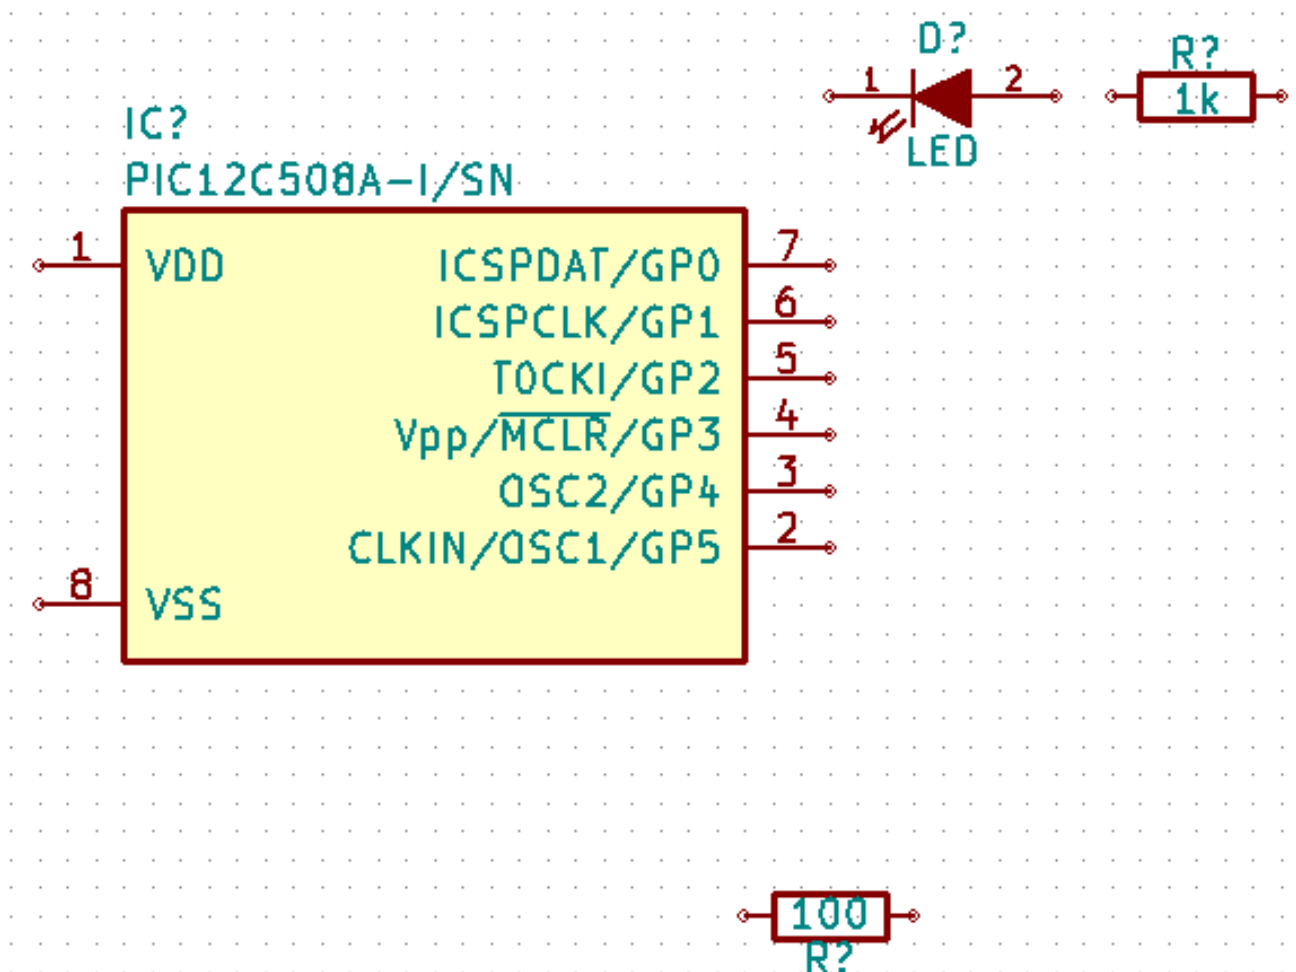 D?
R?
1 2
1k
LED
IC?
PIC12C508A-I/SN
1 VDD ICSPDAT/GP0 7
ICSPCLK/GP1 6
T0CKI/GP2 5
Vpp/MCLR/GP3 4
OSC2/GP4 3
CLKIN/OSC1/GP5 2
8 VSS
100
R?